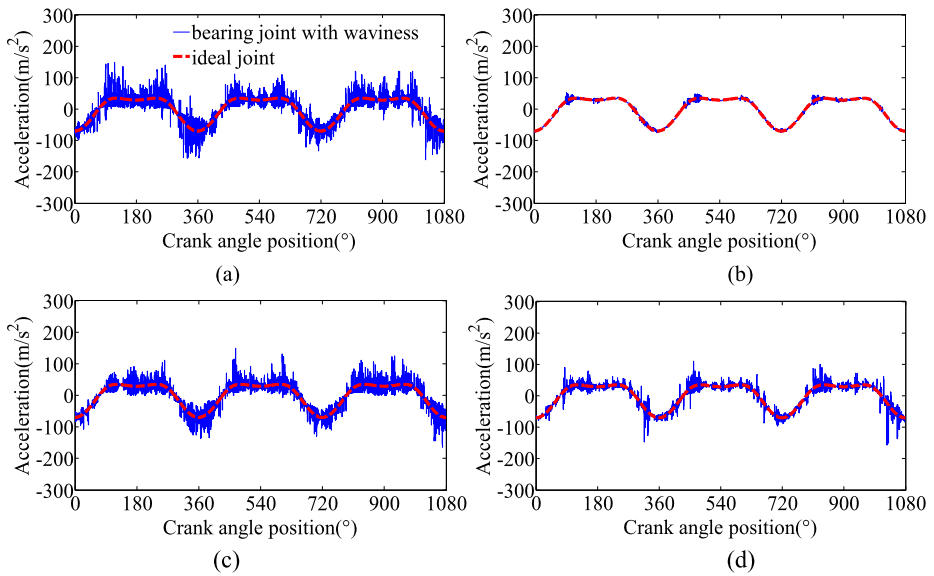 300
200
100
0
-100
-200
-300
Acceleration(m/s²)
bearing joint with waviness
ideal joint
0 180 360 540 720 900 1080
Crank angle position(°)
(a)
300
200
100
0
-100
-200
-300
Acceleration(m/s²)
0 180 360 540 720 900 1080
Crank angle position(°)
(b)
300
200
100
0
-100
-200
-300
Acceleration(m/s²)
0 180 360 540 720 900 1080
Crank angle position(°)
(c)
300
200
100
0
-100
-200
-300
Acceleration(m/s²)
0 180 360 540 720 900 1080
Crank angle position(°)
(d)